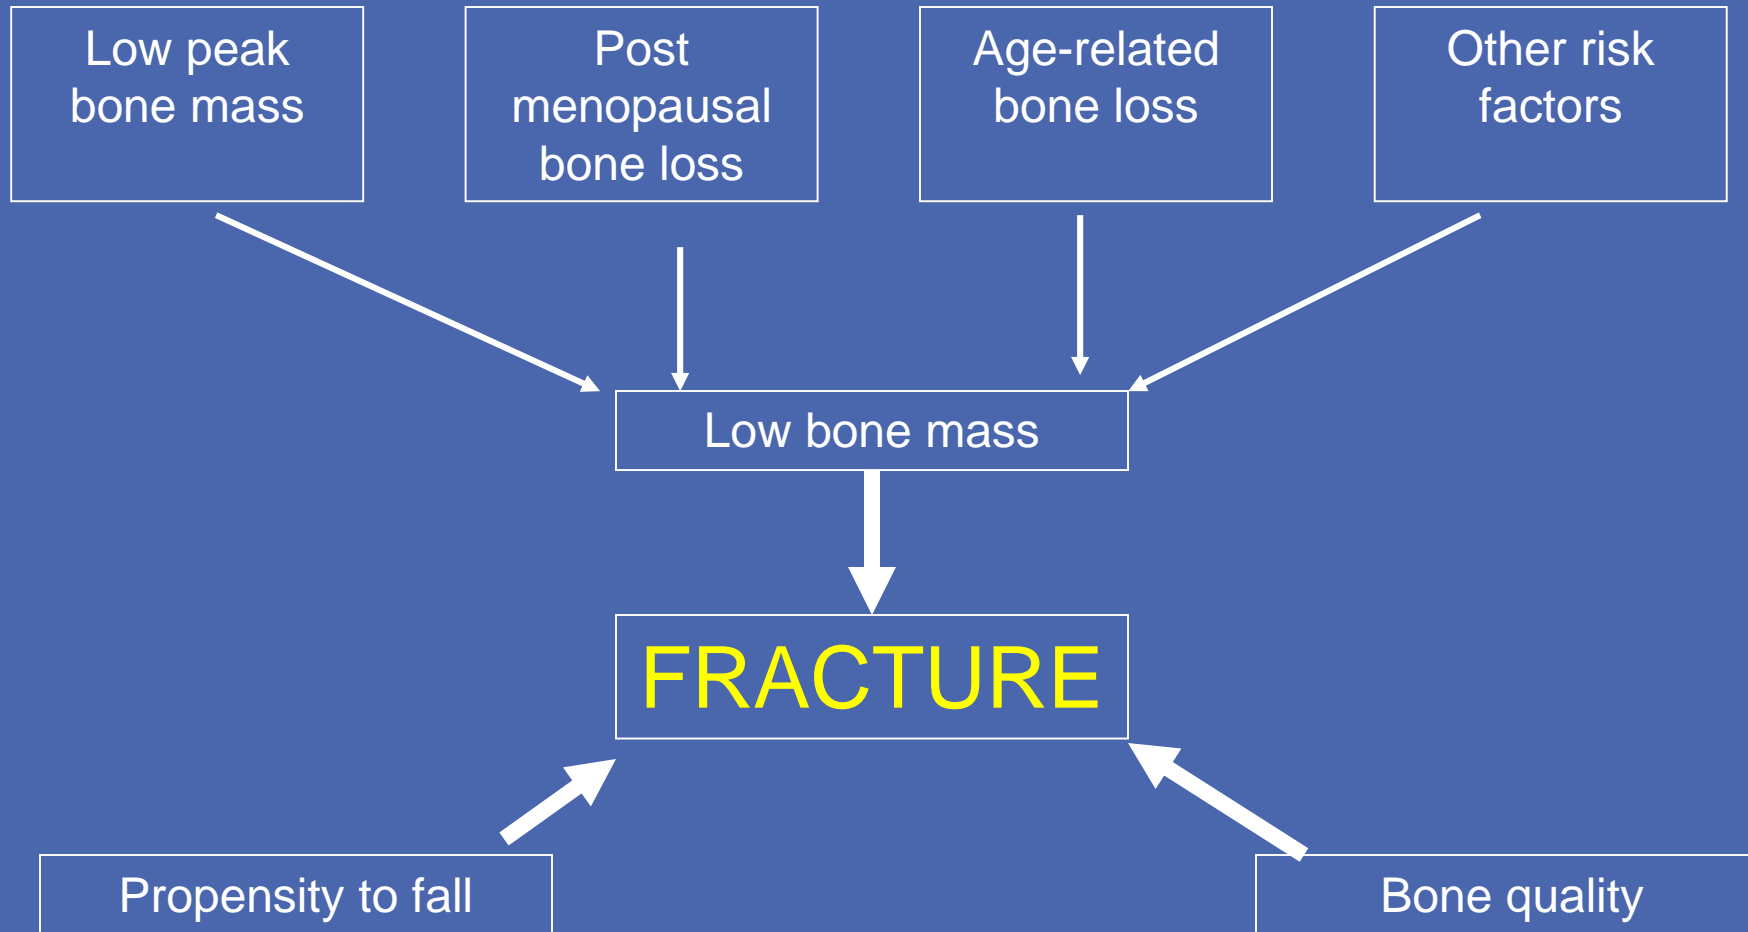 Low peak
bone mass
Post
menopausal
bone loss
Age-related
bone loss
Other risk
factors
Low bone mass
FRACTURE
Propensity to fall
Bone quality